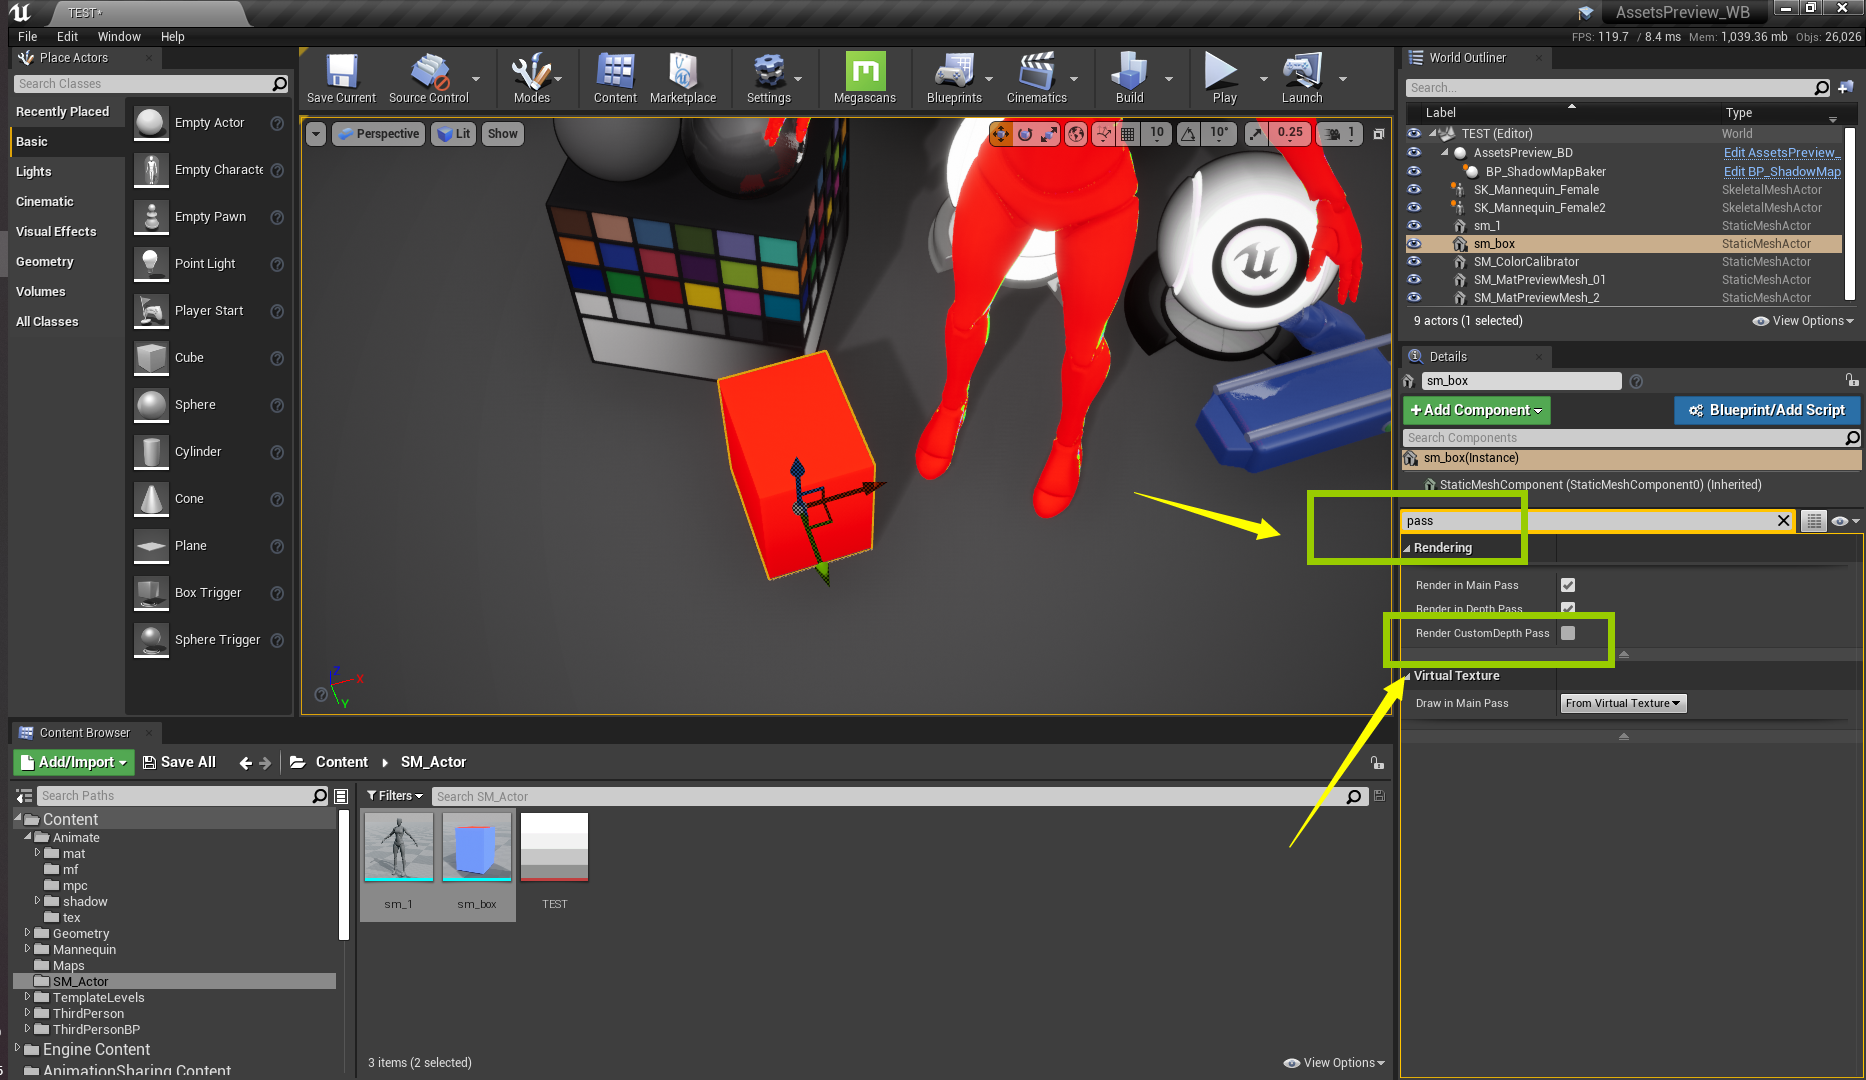 TEST*
AssetsPreview_WB
File Edit Window Help
FPS: 119.7 / 8.4 ms Mem: 1,039.36 mb Objs: 26,026
Place Actors
Search Classes
Recently Placed
Basic
Lights
Cinematic
Visual Effects
Geometry
Volumes
All Classes
Empty Actor
Empty Characte
Empty Pawn
Point Light
Player Start
Cube
Sphere
Cylinder
Cone
Plane
Box Trigger
Sphere Trigger
Save Current
Source Control
Modes
Content
Marketplace
Settings
Megascans
Blueprints
Cinematics
Build
Play
Launch
Perspective
Lit
Show
10
10°
0.25
1
Z
X
Y
World Outliner
Search...
Label Type
TEST (Editor) World
AssetsPreview_BD Edit AssetsPreview_
BP_ShadowMapBaker Edit BP_ShadowMap
SK_Mannequin_Female SkeletalMeshActor
SK_Mannequin_Female2 SkeletalMeshActor
sm_1 StaticMeshActor
sm_box StaticMeshActor
SM_ColorCalibrator StaticMeshActor
SM_MatPreviewMesh_01 StaticMeshActor
SM_MatPreviewMesh_2 StaticMeshActor
9 actors (1 selected)
View Options
Details
sm_box
+Add Component
Blueprint/Add Script
Search Components
sm_box(Instance)
StaticMeshComponent (StaticMeshComponent0) (Inherited)
pass
Rendering
Render in Main Pass
Render in Depth Pass
Render CustomDepth Pass
Virtual Texture
Draw in Main Pass
From Virtual Texture
Content Browser
Add/Import
Save All
Content
SM_Actor
Search Paths
Filters
Search SM_Actor
Content
Animate
mat
mf
mpc
shadow
tex
Geometry
Mannequin
Maps
SM_Actor
TemplateLevels
ThirdPerson
ThirdPersonBP
Engine Content
AnimationSharing Content
sm_1
sm_box
TEST
3 items (2 selected)
View Options